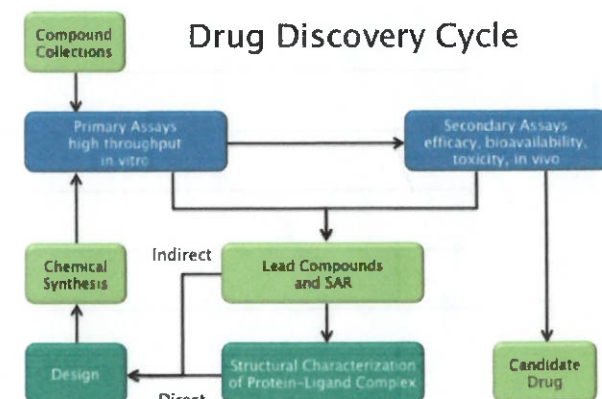 Drug Discovery Cycle
Compound
Collections
Primary Assays
high throughput
in vitro
Secondary Assays
efficacy, bioavailability,
toxicity, in vivo
Indirect
Chemical
Synthesis
Lead Compounds
and SAR
Design
Structural Characterization
of Protein-Ligand Complex
Direct
Candidate
Drug